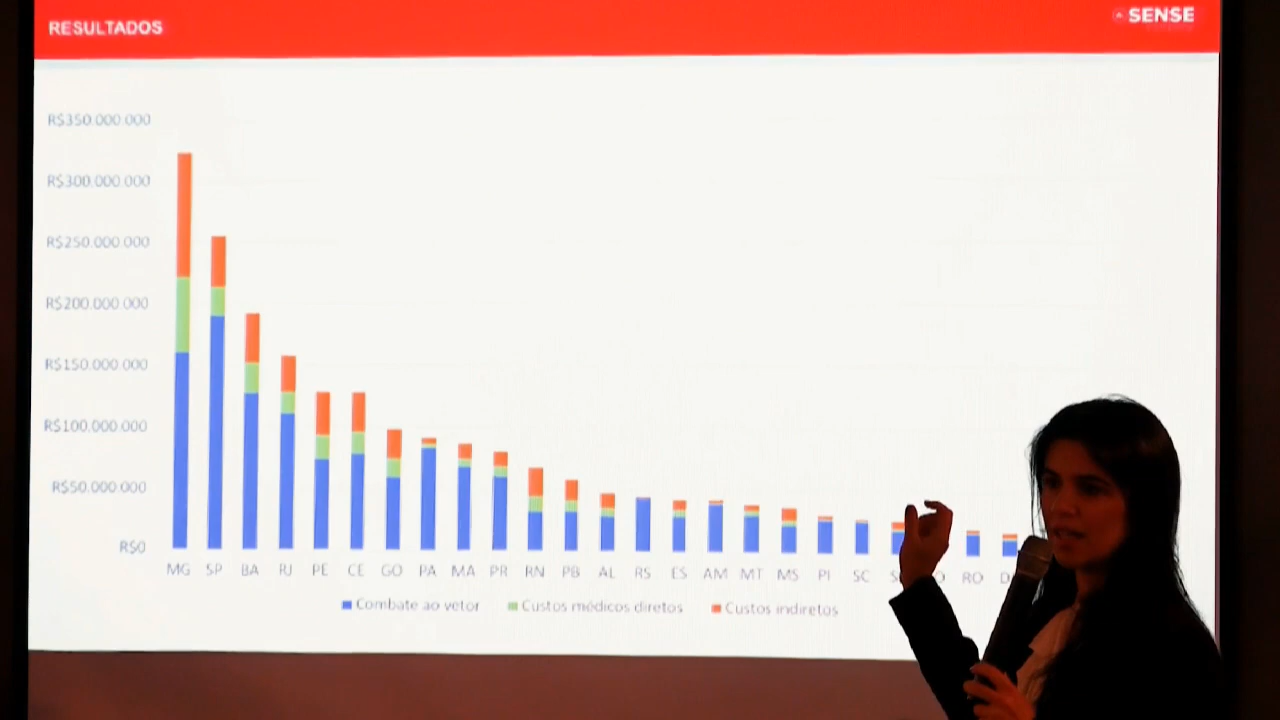 RESULTADOS
SENSE
R$350.000.000
R$300.000.000
R$250.000.000
R$200.000.000
R$150.000.000
R$100.000.000
R$50.000.000
R$0
MG SP BA RJ PE CE GO PA MA PR RN PB AL RS ES AM MT MS PI SC RO
Combate ao vetor Custos médicos diretos Custos indiretos